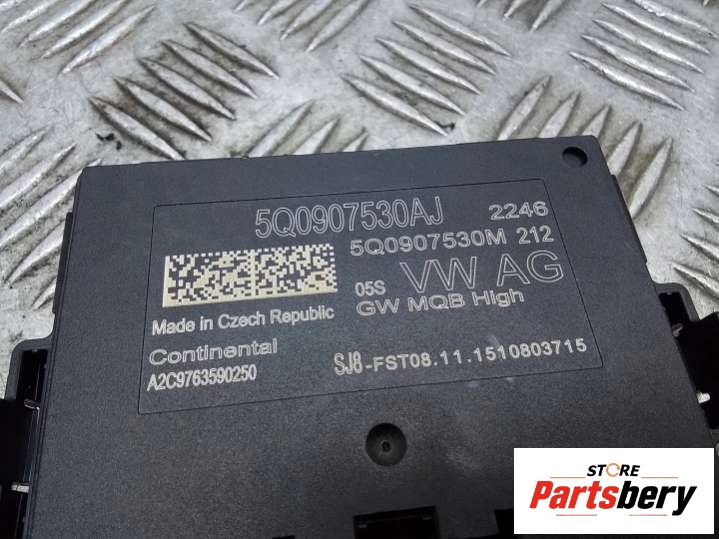 5Q0907530AJ 2246
5Q0907530M 212
05S VW AG
GW MQB High
Made in Czech Republic
Continental
A2C9763590250
SJ8-FST08.11.1510803715
STORE
Partsbery